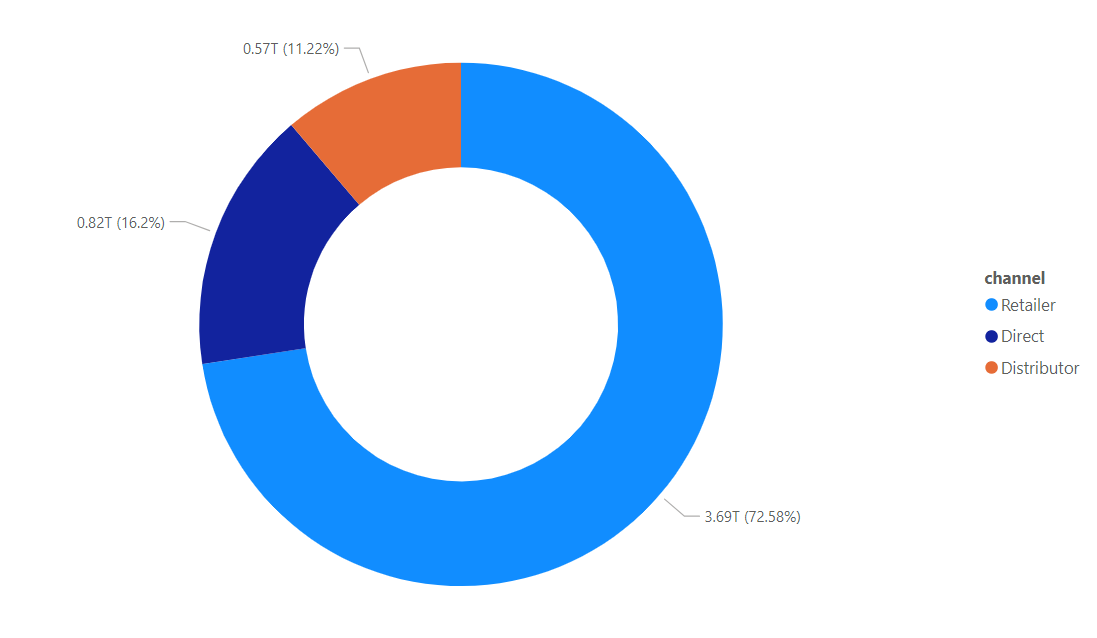 0.57T (11.22%)
0.82T (16.2%)
3.69T (72.58%)
channel
Retailer
Direct
Distributor